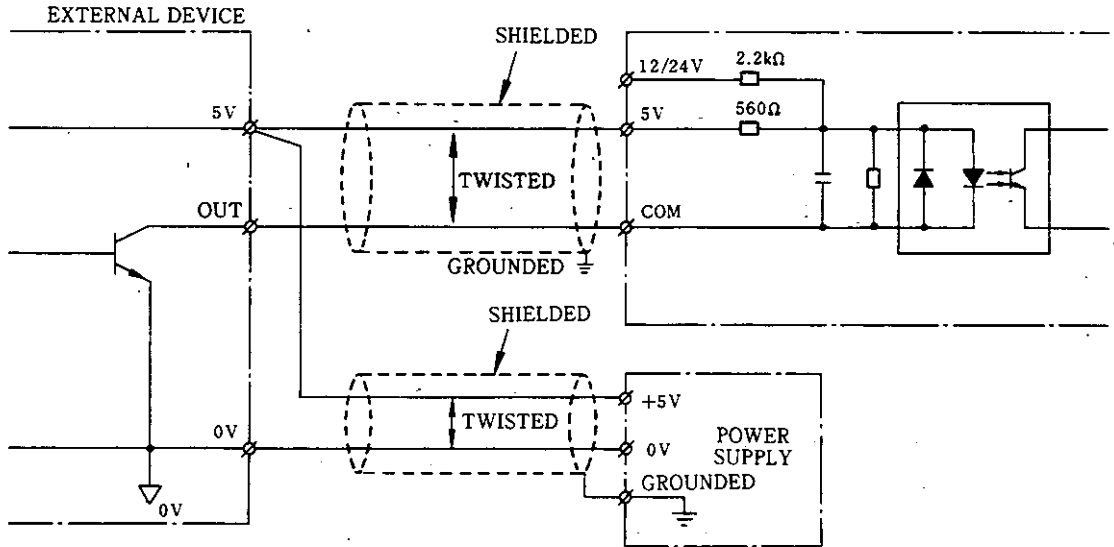 EXTERNAL DEVICE
SHIELDED
12/24V
2.2kΩ
5V
5V
560Ω
TWISTED
OUT
COM
GROUNDED
SHIELDED
+5V
TWISTED
0V
0V
POWER
SUPPLY
GROUNDED
0V